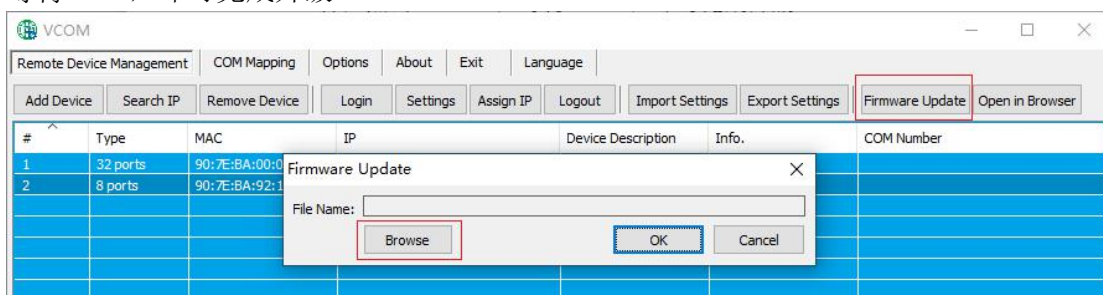 VCOM
Remote Device Management COM Mapping Options About Exit Language
Add Device Search IP Remove Device Login Settings Assign IP Logout Import Settings Export Settings Firmware Update Open in Browser
# Type MAC IP Device Description Info. COM Number
1 32 ports 90:7E:BA:00:0
2 8 ports 90:7E:BA:92:1
Firmware Update
File Name:
Browse OK Cancel